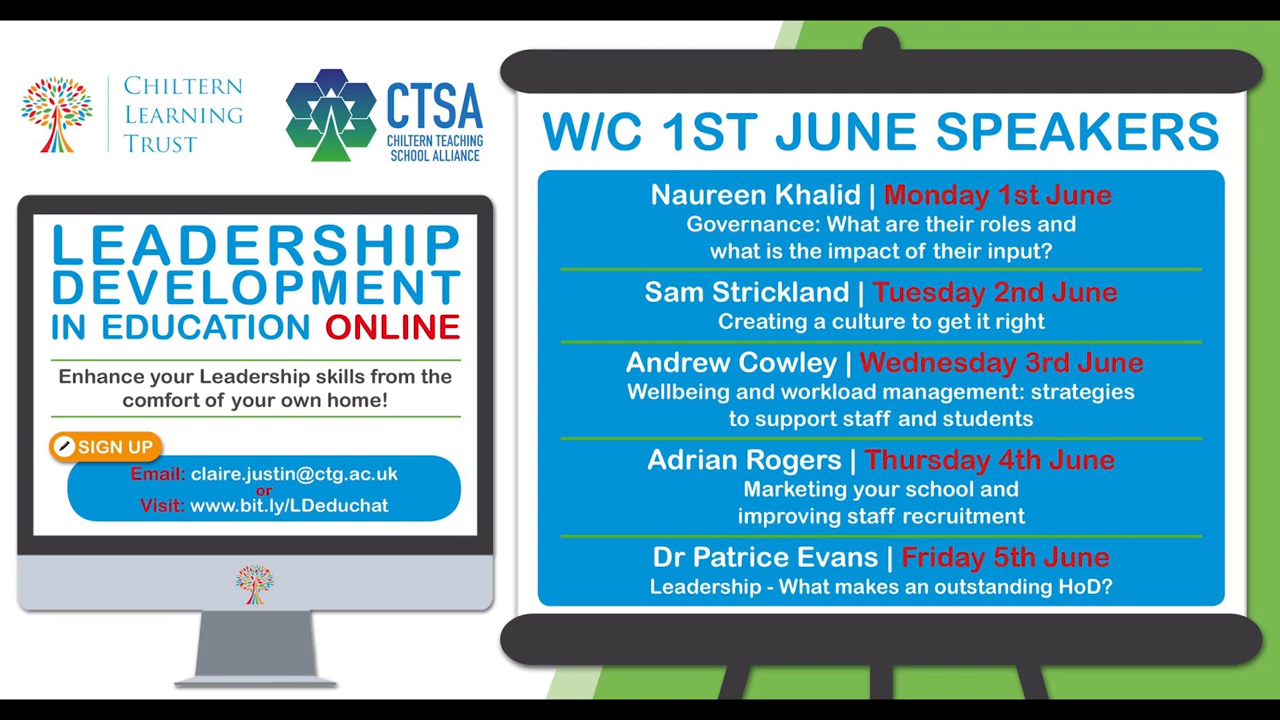 CHILTERN
LEARNING
TRUST
CTSA
CHILTERN TEACHING
SCHOOL ALLIANCE
LEADERSHIP
DEVELOPMENT
IN EDUCATION ONLINE
Enhance your Leadership skills from the
comfort of your own home!
SIGN UP
Email: claire.justin@ctg.ac.uk
or
Visit: www.bit.ly/LDeduchat
W/C 1ST JUNE SPEAKERS
Naureen Khalid | Monday 1st June
Governance: What are their roles and
what is the impact of their input?
Sam Strickland | Tuesday 2nd June
Creating a culture to get it right
Andrew Cowley | Wednesday 3rd June
Wellbeing and workload management: strategies
to support staff and students
Adrian Rogers | Thursday 4th June
Marketing your school and
improving staff recruitment
Dr Patrice Evans | Friday 5th June
Leadership - What makes an outstanding HoD?